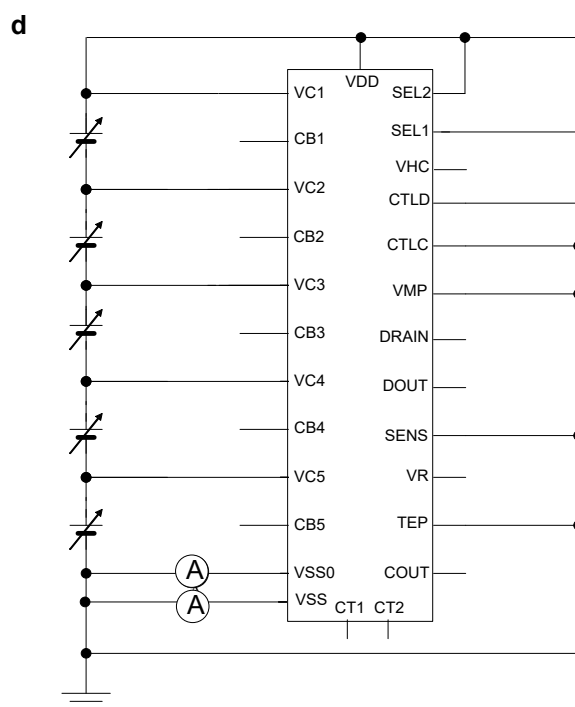 d
VDD
VC1
SEL2
CB1
SEL1
VHC
VC2
CTLD
CB2
CTLC
VC3
VMP
CB3
DRAIN
VC4
DOUT
CB4
SENS
VC5
VR
CB5
TEP
A
VSS0
COUT
A
VSS
CT1 CT2